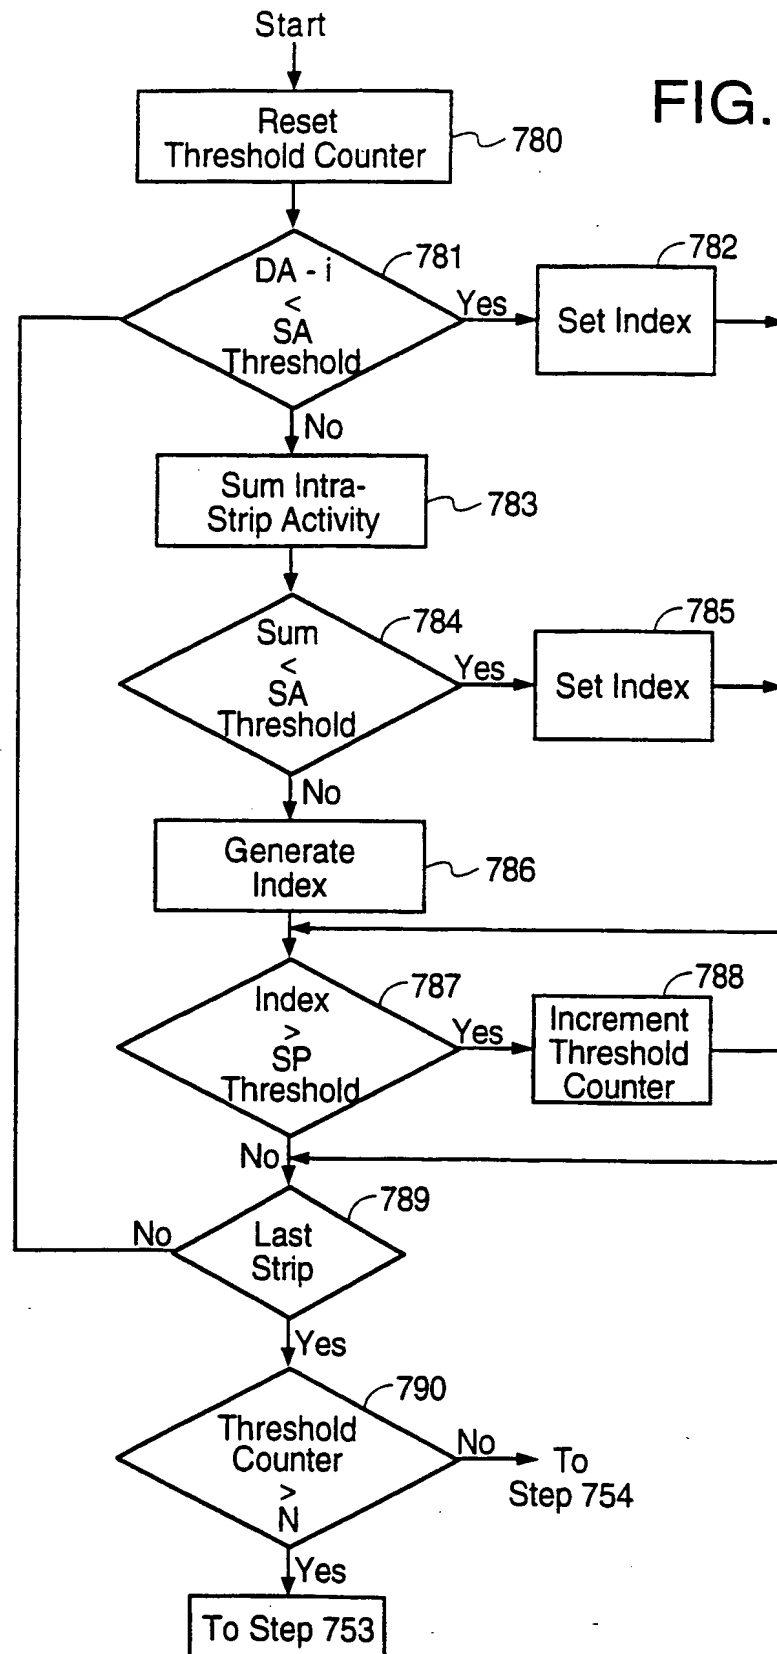 Start
FIG.
Reset
Threshold Counter
780
781
DA - i
<
SA
Threshold
Yes
782
Set Index
No
Sum Intra-
Strip Activity
783
784
Sum
<
SA
Threshold
Yes
785
Set Index
No
Generate
Index
786
787
Index
>
SP
Threshold
Yes
788
Increment
Threshold
Counter
No
789
Last
Strip
No
Yes
790
Threshold
Counter
>
N
No
To
Step 754
Yes
To Step 753